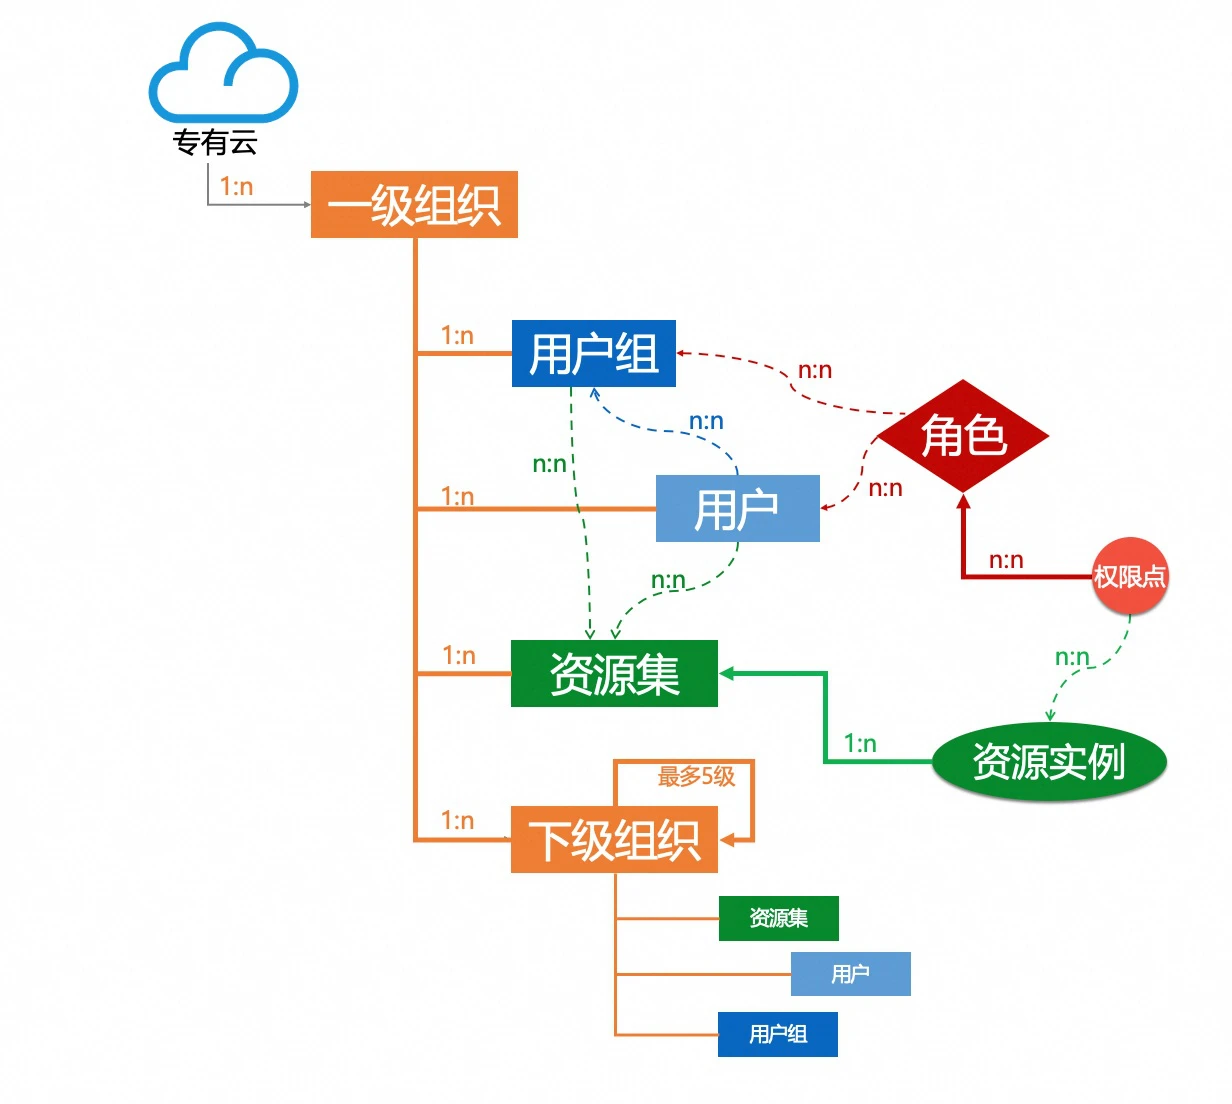 专有云
1:n
一级组织
1:n
用户组
n:n
n:n
角色
n:n
n:n
1:n
用户
n:n
n:n
权限点
1:n
资源集
n:n
1:n
资源实例
最多5级
1:n
下级组织
资源集
用户
用户组